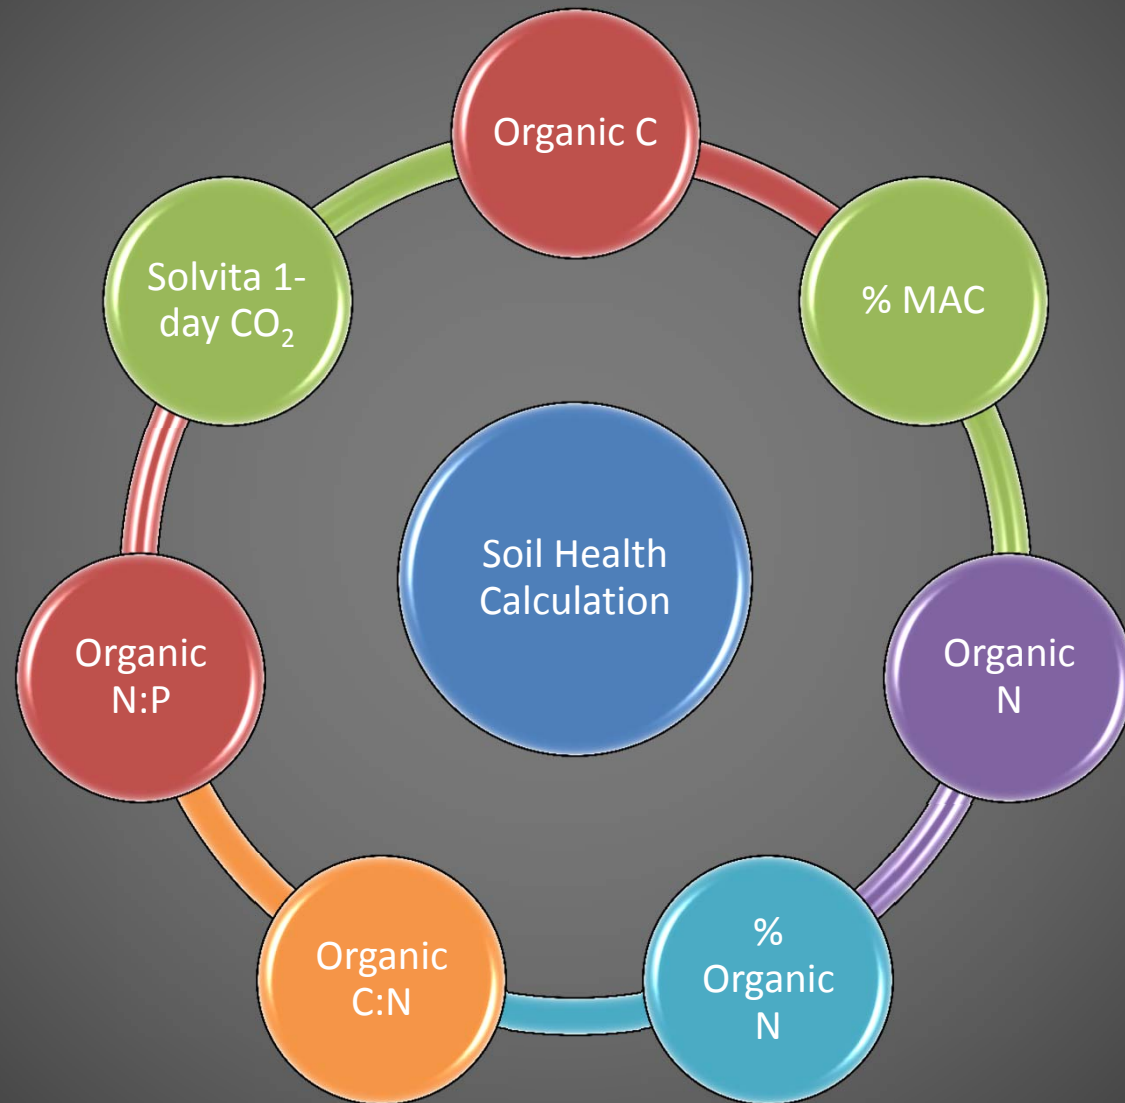 Organic C
% MAC
Organic
N
%
Organic
N
Organic
C:N
Organic
N:P
Solvita 1-
day CO₂
Soil Health
Calculation